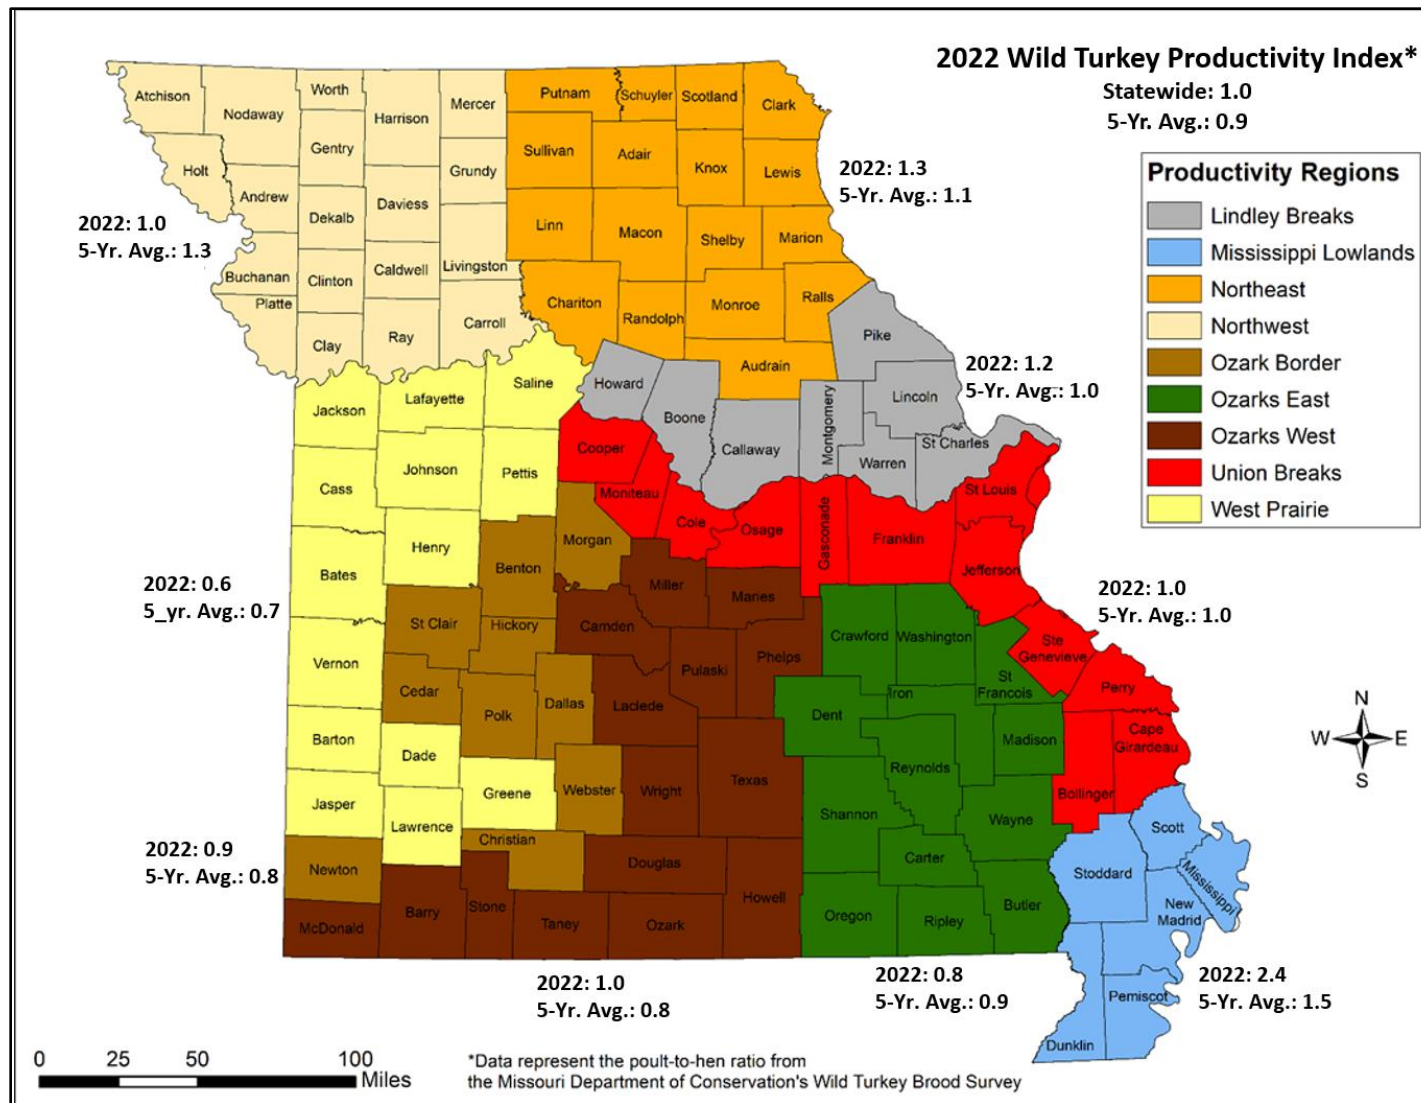 2022 Wild Turkey Productivity Index*
Statewide: 1.0
5-Yr. Avg.: 0.9
Productivity Regions
Lindley Breaks
Mississippi Lowlands
Northeast
Northwest
Ozark Border
Ozarks East
Ozarks West
Union Breaks
West Prairie
Atchison
Nodaway
Worth
Harrison
Mercer
Putnam
Schuyler
Scotland
Clark
Holt
Gentry
Grundy
Sullivan
Adair
Knox
Lewis
2022: 1.3
5-Yr. Avg.: 1.1
Andrew
Dekalb
Daviess
Linn
Macon
Shelby
Marion
2022: 1.0
5-Yr. Avg.: 1.3
Buchanan
Clinton
Caldwell
Livingston
Platte
Chariton
Randolph
Monroe
Ralls
Clay
Ray
Carroll
Audrain
Pike
2022: 1.2
5-Yr. Avg.: 1.0
Jackson
Lafayette
Saline
Howard
Boone
Callaway
Montgomery
Lincoln
Warren
St Charles
Cass
Johnson
Pettis
Cooper
Moniteau
Cole
Osage
Gasconade
Franklin
St Louis
Jefferson
Bates
Henry
Benton
Morgan
Miller
Maries
2022: 0.6
5_yr. Avg.: 0.7
2022: 1.0
5-Yr. Avg.: 1.0
Vernon
St Clair
Hickory
Camden
Pulaski
Phelps
Crawford
Washington
St
Francois
Ste
Genevieve
Perry
Cedar
Polk
Dallas
Laclede
Dent
Iron
Madison
Cape
Girardeau
Bollinger
Barton
Dade
Greene
Webster
Wright
Texas
Reynolds
Shannon
Wayne
Jasper
Lawrence
Christian
Newton
2022: 0.9
5-Yr. Avg.: 0.8
Douglas
Howell
Carter
Butler
Stoddard
Scott
Mississippi
New
Madrid
McDonald
Barry
Stone
Taney
Ozark
Oregon
Ripley
Pemiscot
Dunklin
2022: 1.0
5-Yr. Avg.: 0.8
2022: 0.8
5-Yr. Avg.: 0.9
2022: 2.4
5-Yr. Avg.: 1.5
N
W E
S
0 25 50 100
Miles
*Data represent the poult-to-hen ratio from
the Missouri Department of Conservation's Wild Turkey Brood Survey